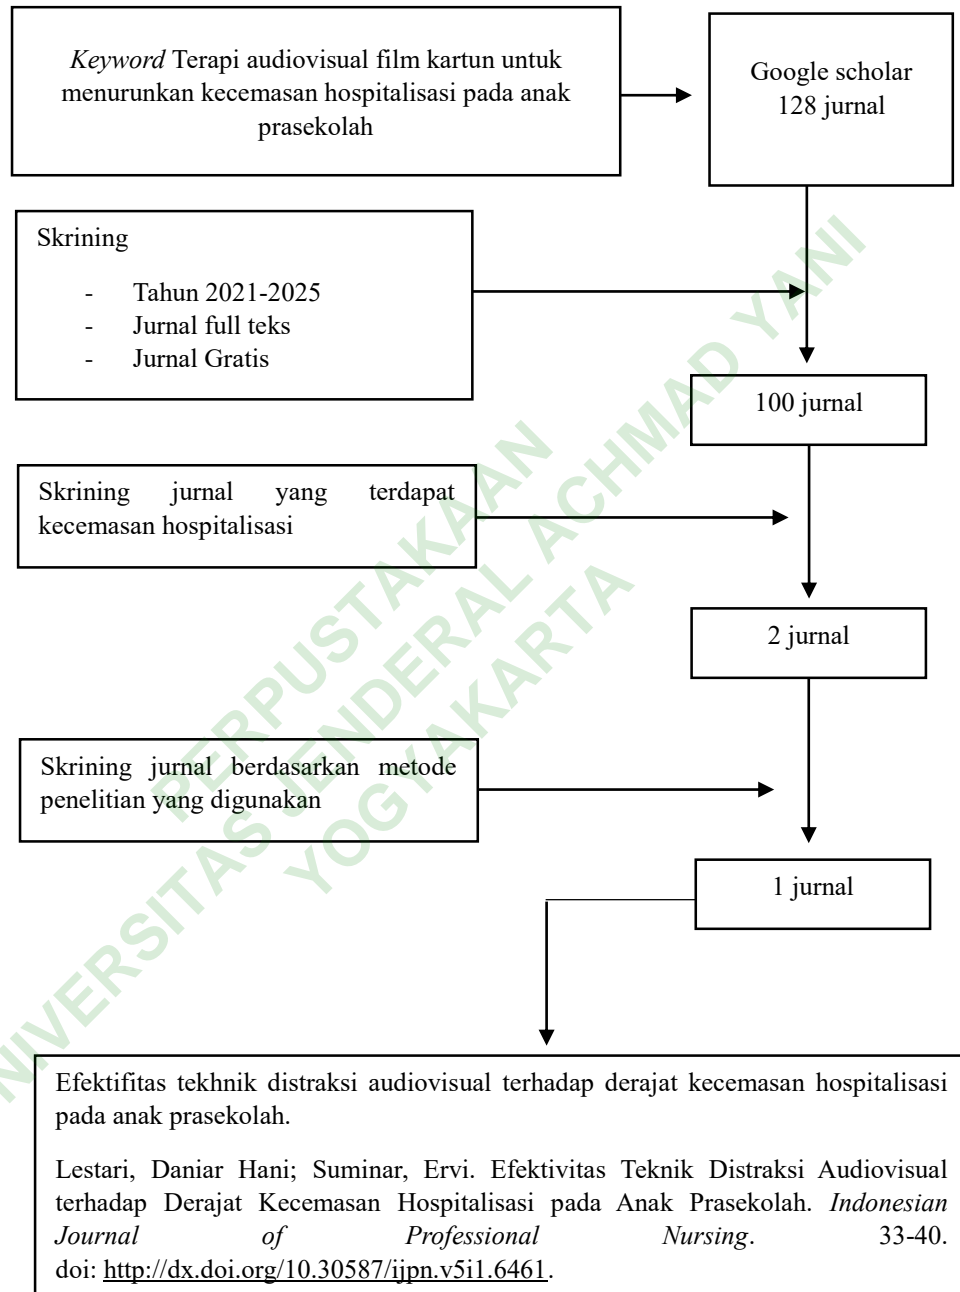 Keyword Terapi audiovisual film kartun untuk
menurunkan kecemasan hospitalisasi pada anak
prasekolah
Google scholar
128 jurnal
Skrining
- Tahun 2021-2025
- Jurnal full teks
- Jurnal Gratis
100 jurnal
Skrining jurnal yang terdapat
kecemasan hospitalisasi
2 jurnal
Skrining jurnal berdasarkan metode
penelitian yang digunakan
1 jurnal
Efektifitas tekhnik distraksi audiovisual terhadap derajat kecemasan hospitalisasi
pada anak prasekolah.
Lestari, Daniar Hani; Suminar, Ervi. Efektivitas Teknik Distraksi Audiovisual
terhadap Derajat Kecemasan Hospitalisasi pada Anak Prasekolah. Indonesian
Journal of Professional Nursing. 33-40.
doi: http://dx.doi.org/10.30587/ijpn.v5i1.6461.
PERPUSTAKAAN
NIVERSITAS JENDERAL ACHMAD YANI
YOGYAKARTA